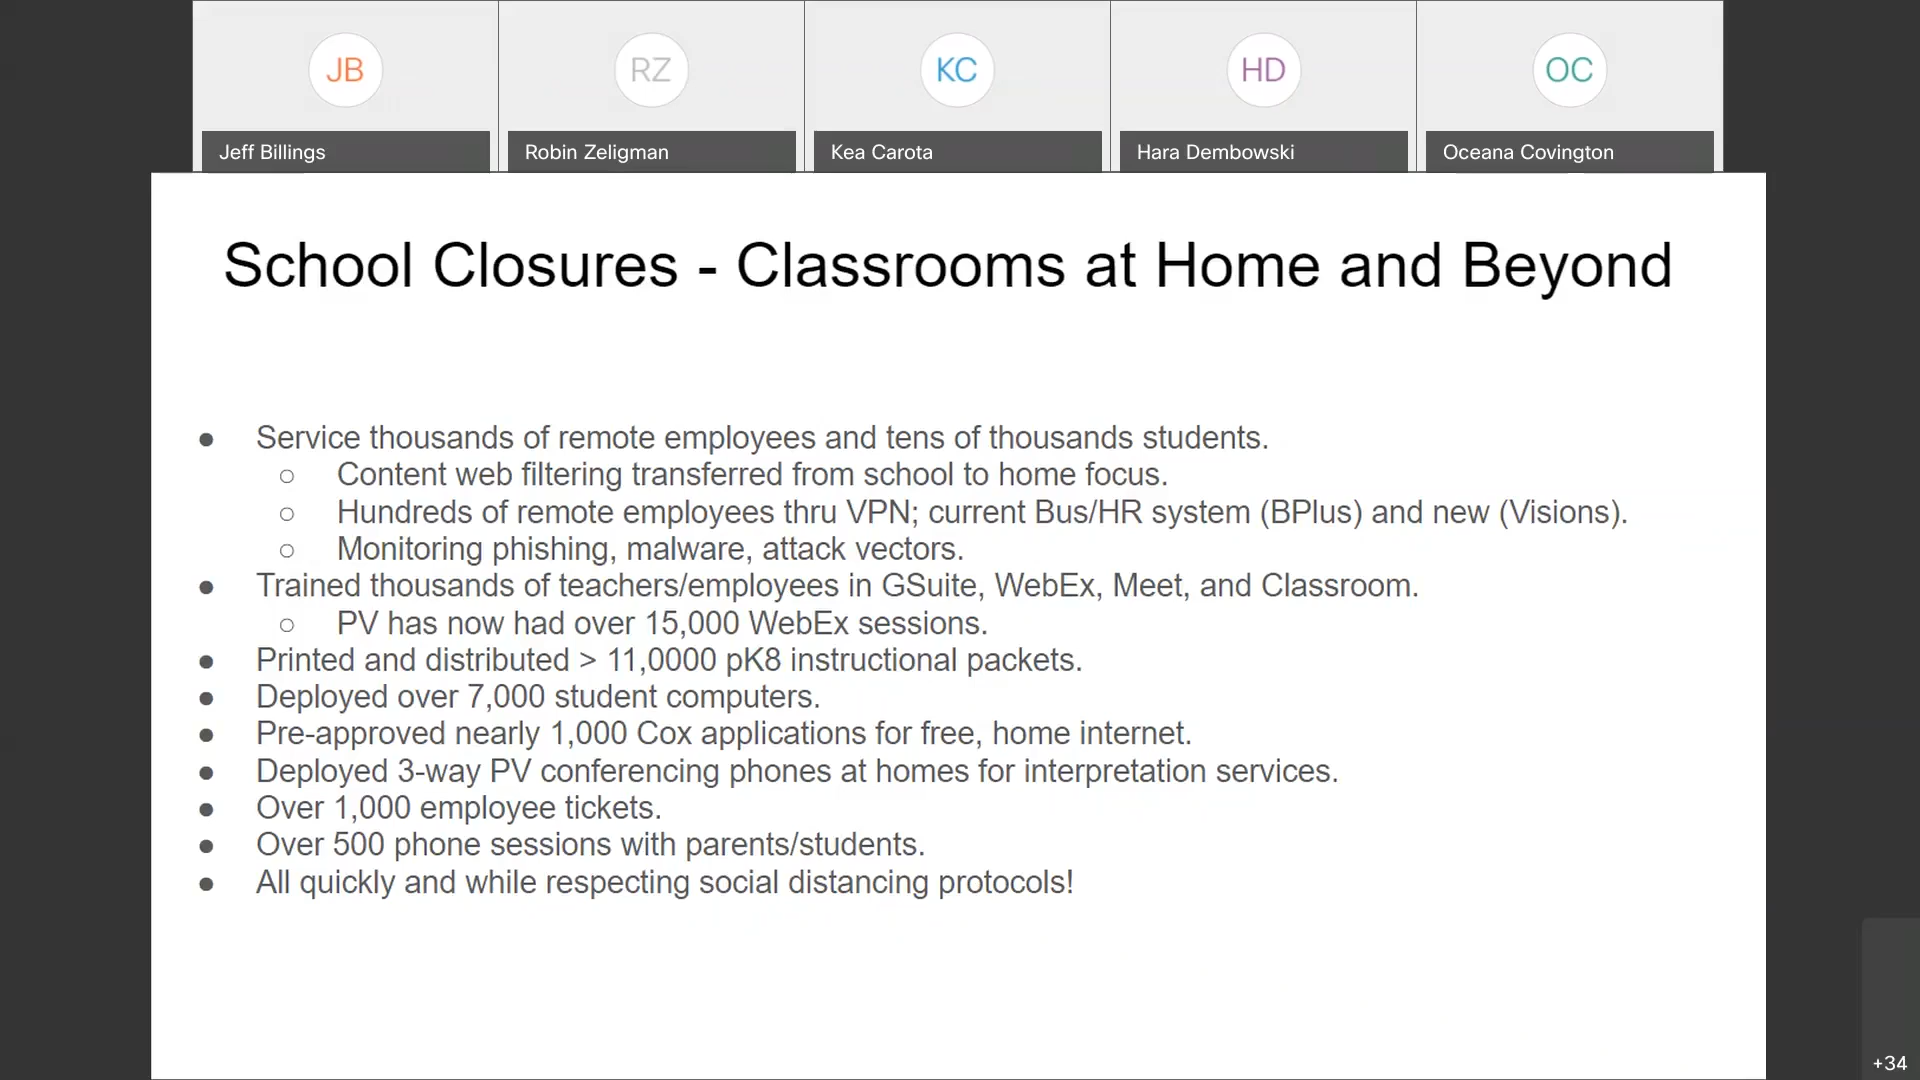 JB
RZ
KC
HD
OC
Jeff Billings
Robin Zeligman
Kea Carota
Hara Dembowski
Oceana Covington
School Closures - Classrooms at Home and Beyond
● Service thousands of remote employees and tens of thousands students.
○ Content web filtering transferred from school to home focus.
○ Hundreds of remote employees thru VPN; current Bus/HR system (BPlus) and new (Visions).
○ Monitoring phishing, malware, attack vectors.
● Trained thousands of teachers/employees in GSuite, WebEx, Meet, and Classroom.
○ PV has now had over 15,000 WebEx sessions.
● Printed and distributed > 11,0000 pK8 instructional packets.
● Deployed over 7,000 student computers.
● Pre-approved nearly 1,000 Cox applications for free, home internet.
● Deployed 3-way PV conferencing phones at homes for interpretation services.
● Over 1,000 employee tickets.
● Over 500 phone sessions with parents/students.
● All quickly and while respecting social distancing protocols!
+34